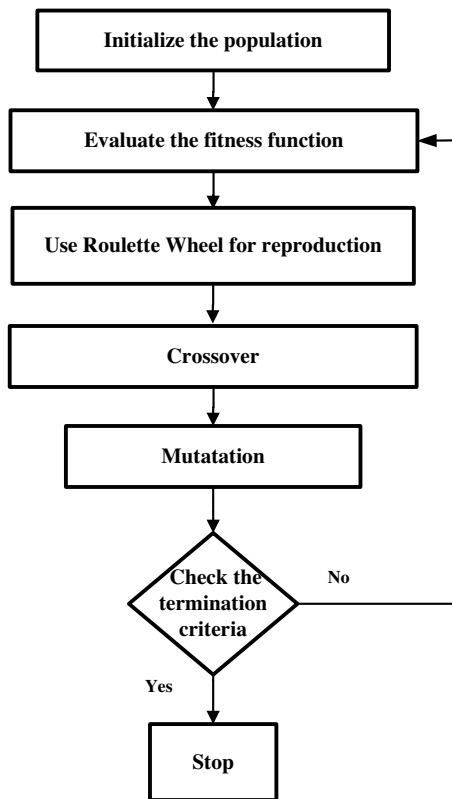 Initialize the population
Evaluate the fitness function
Use Roulette Wheel for reproduction
Crossover
Mutatation
Check the
termination
criteria
No
Yes
Stop